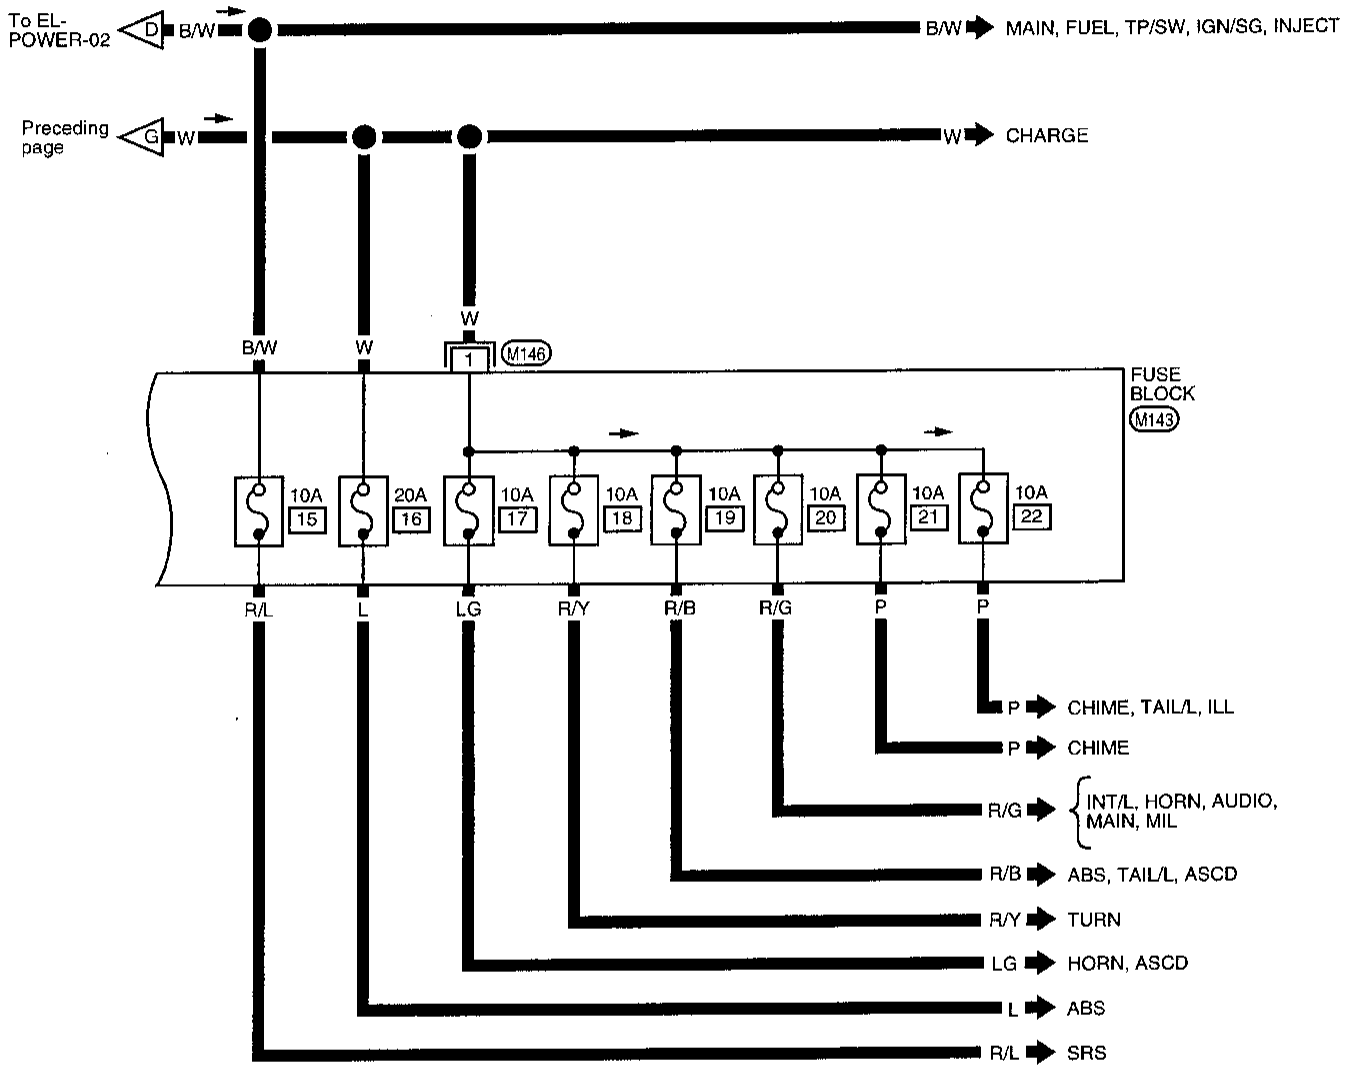 To EL-
POWER-02
D
B/W
B/W
MAIN, FUEL, TP/SW, IGN/SG, INJECT
Preceding
page
G
W
W
CHARGE
B/W
W
W
1
M146
FUSE
BLOCK
M143
10A
15
20A
16
10A
17
10A
18
10A
19
10A
20
10A
21
10A
22
R/L
L
LG
R/Y
R/B
R/G
P
P
P
CHIME, TAIL/L, ILL
P
CHIME
R/G
INT/L, HORN, AUDIO,
MAIN, MIL
R/B
ABS, TAIL/L, ASCD
R/Y
TURN
LG
HORN, ASCD
L
ABS
R/L
SRS